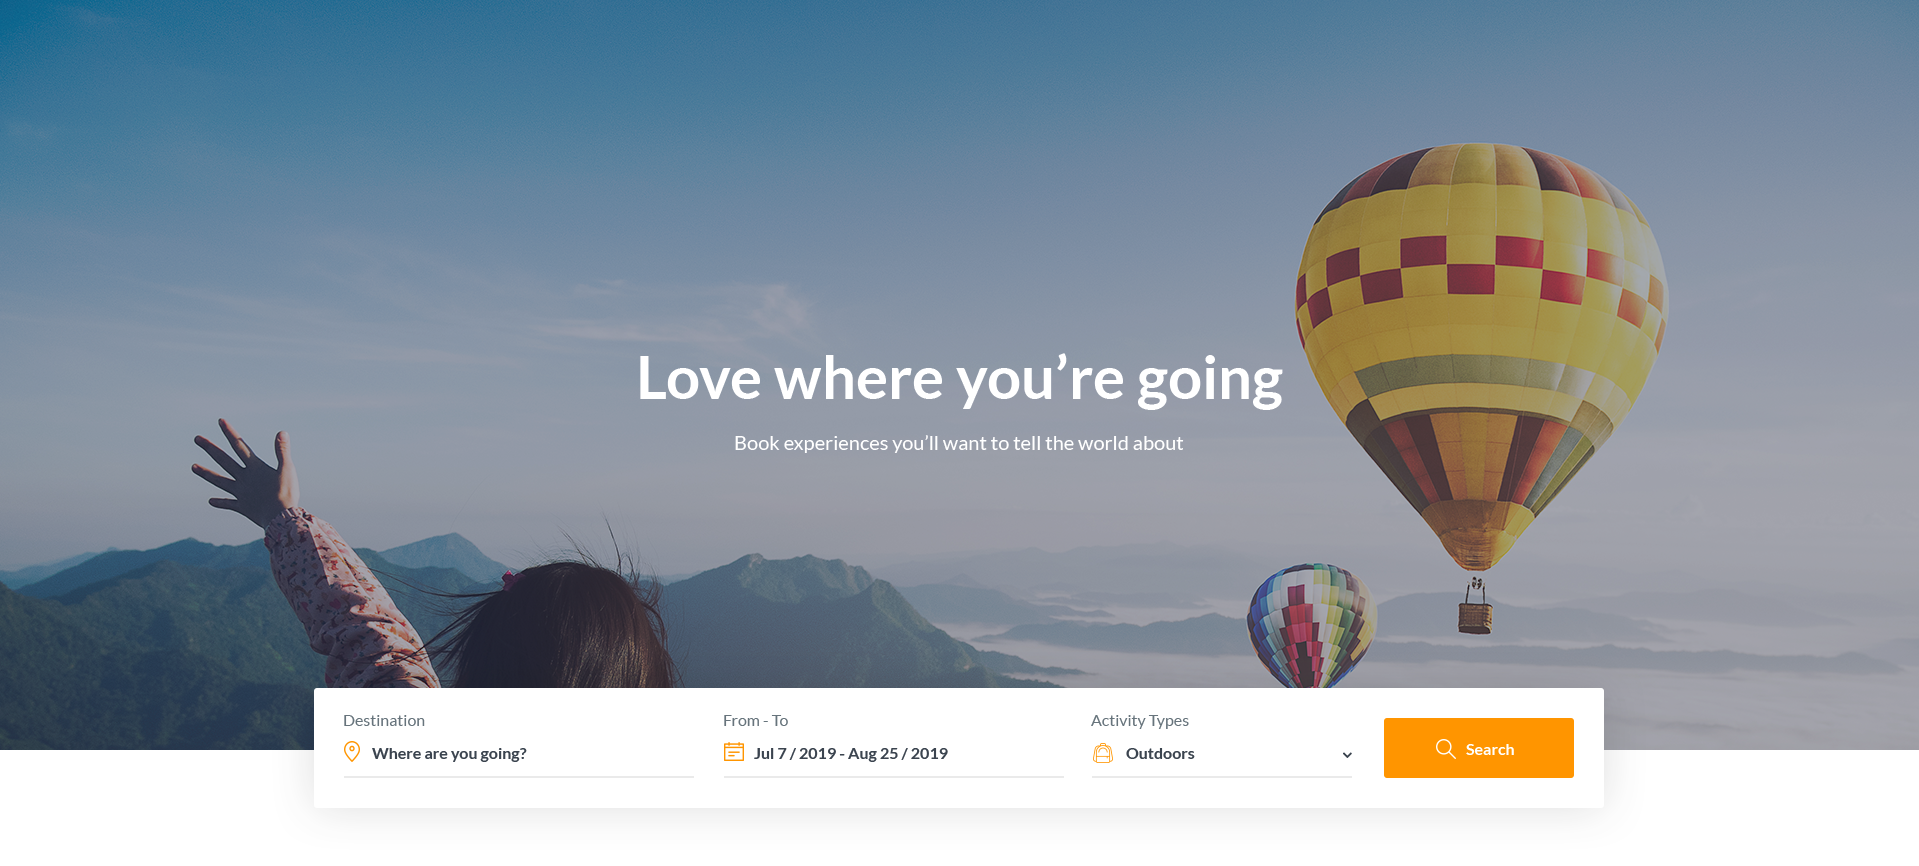 Love where you’re going
Book experiences you’ll want to tell the world about
Destination
Where are you going?
From - To
Jul 7 / 2019 - Aug 25 / 2019
Activity Types
Outdoors
Search